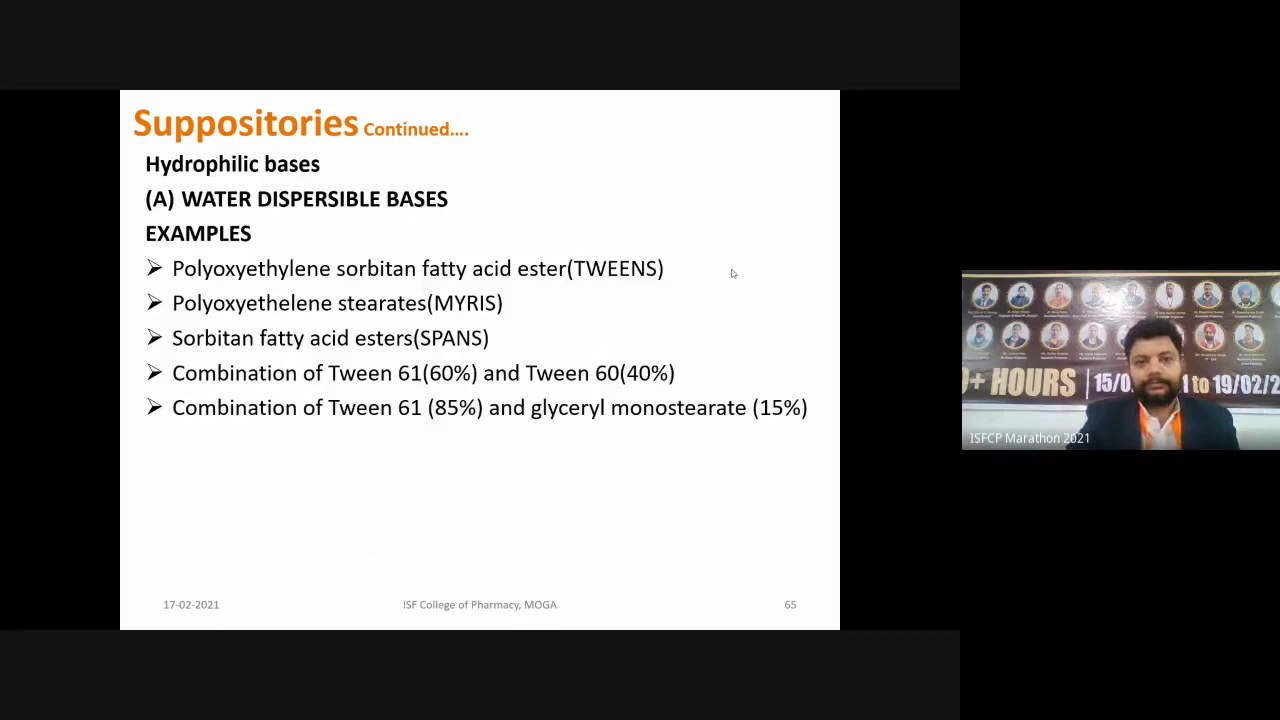 Suppositories Continued….
Hydrophilic bases
(A) WATER DISPERSIBLE BASES
EXAMPLES
➢ Polyoxyethylene sorbitan fatty acid ester(TWEENS)
➢ Polyoxyethelene stearates(MYRIS)
➢ Sorbitan fatty acid esters(SPANS)
➢ Combination of Tween 61(60%) and Tween 60(40%)
➢ Combination of Tween 61 (85%) and glyceryl monostearate (15%)
17-02-2021 ISF College of Pharmacy, MOGA 65
HOURS
to 19/02/2
ISFCP Marathon 2021